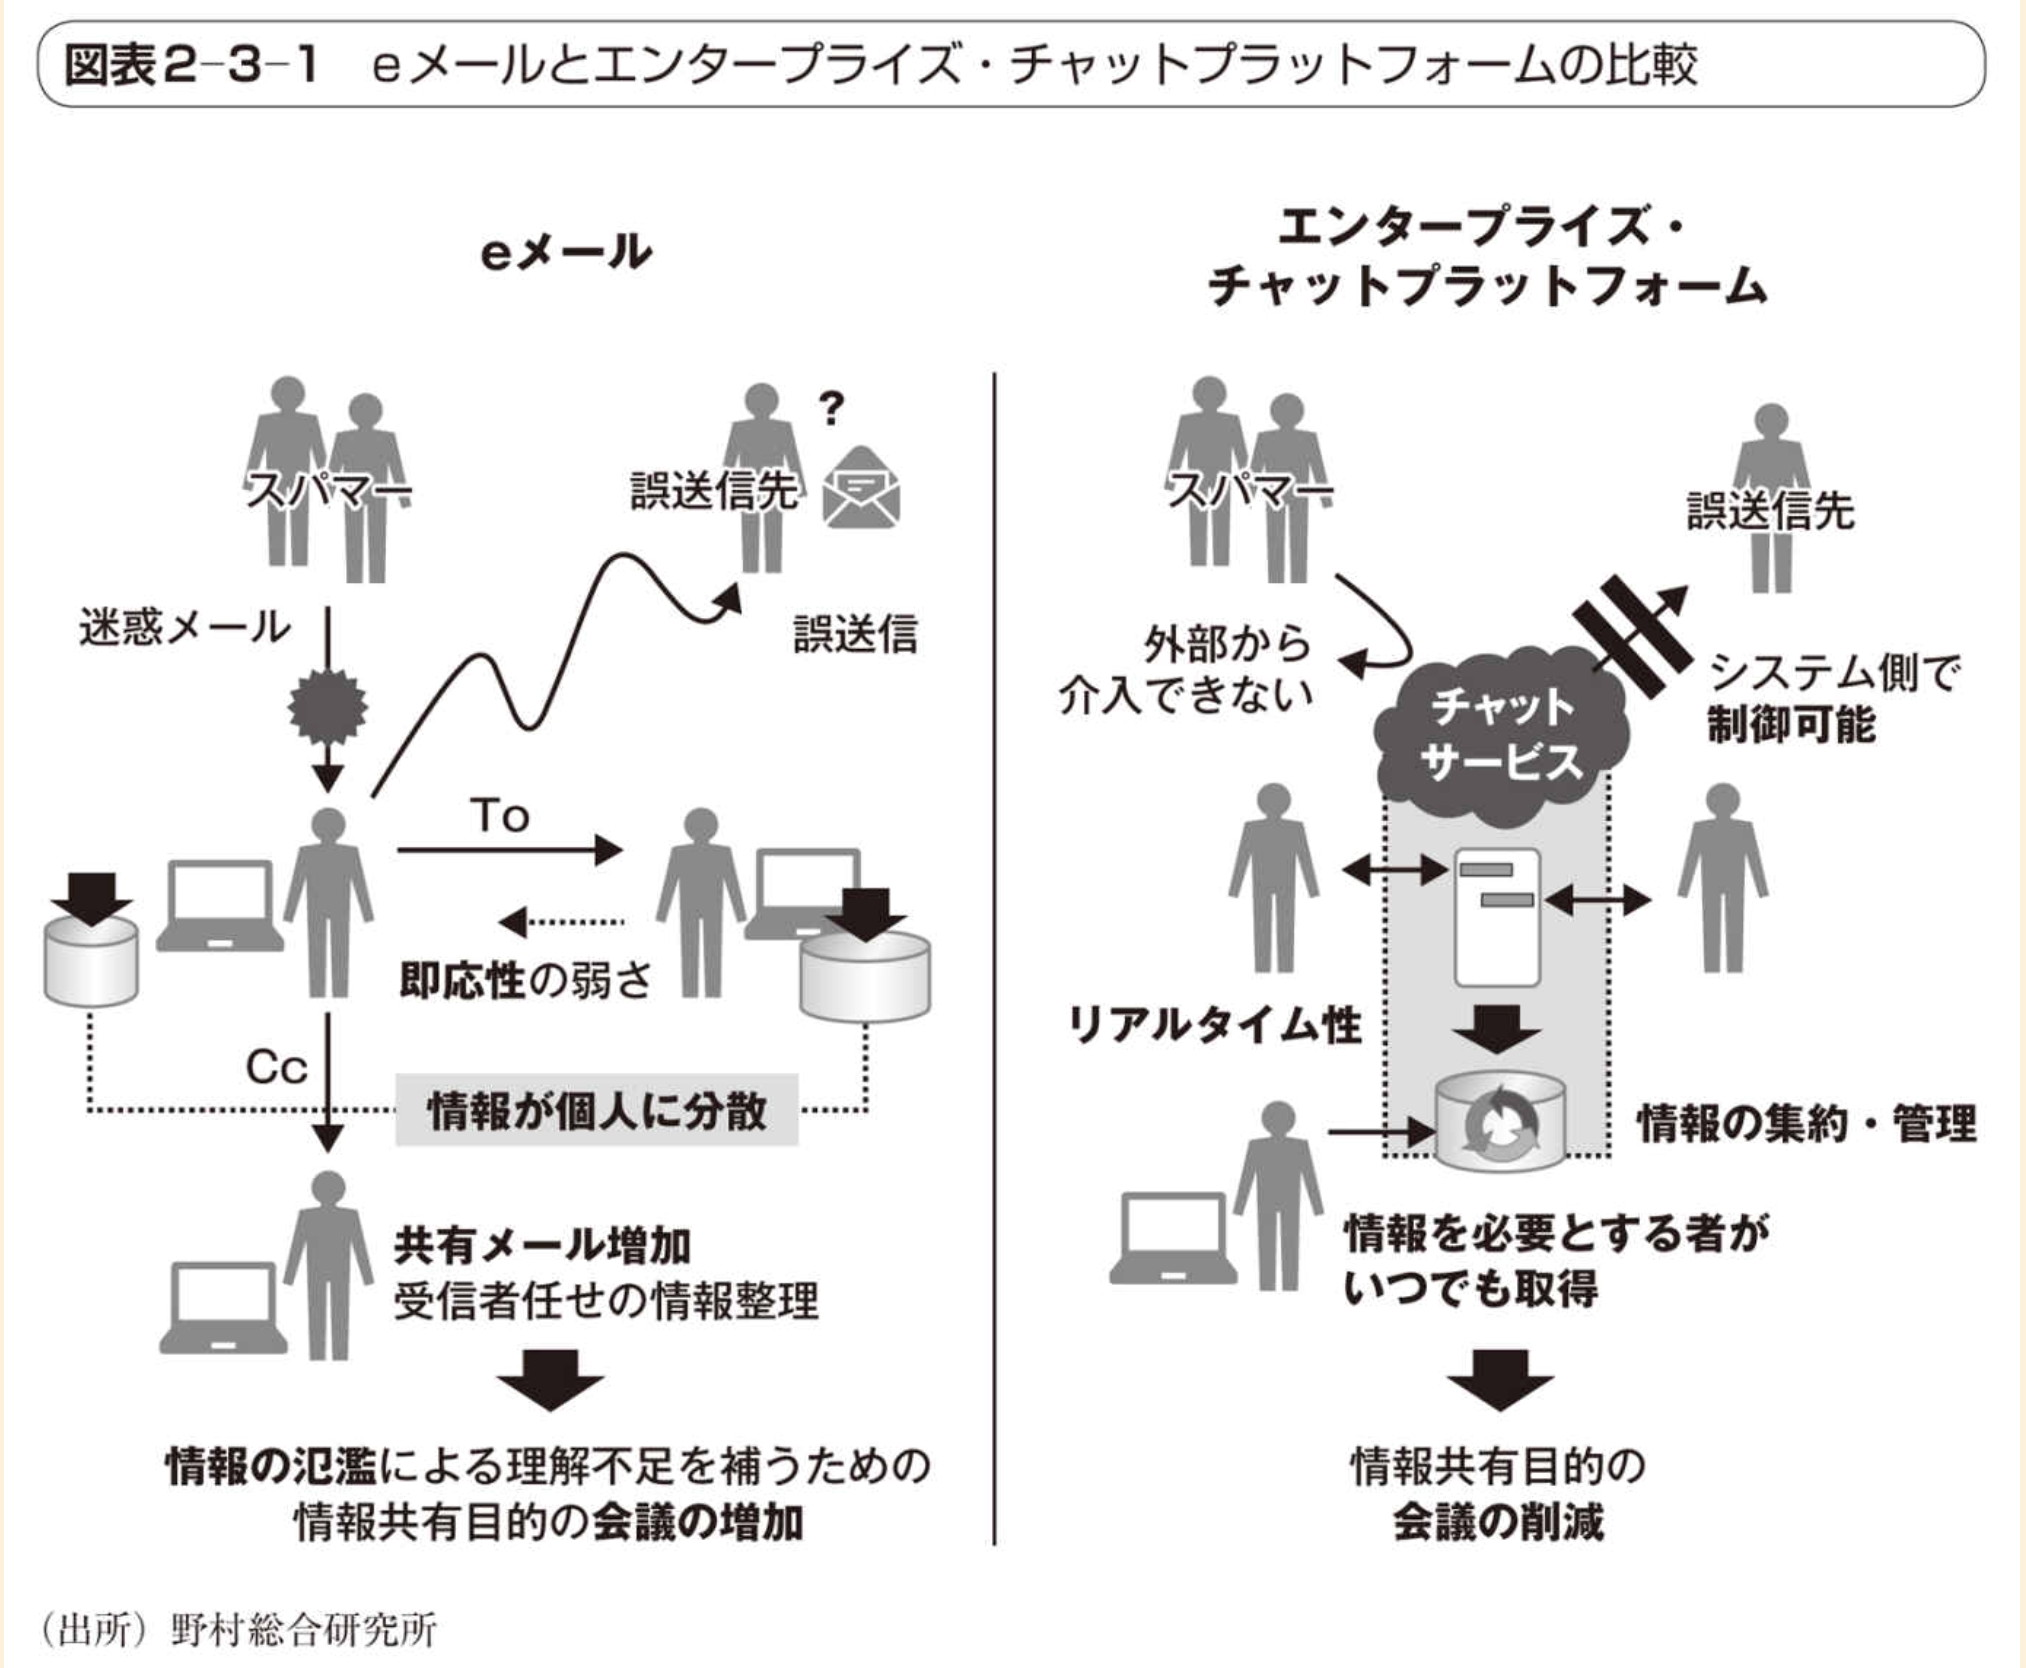 図表2-3-1 eメールとエンタープライズ・チャットプラットフォームの比較
eメール
スパマー
誤送信先
?
迷惑メール
誤送信
To
即応性の弱さ
Cc
情報が個人に分散
共有メール増加
受信者任せの情報整理
情報の氾濫による理解不足を補うための
情報共有目的の会議の増加
エンタープライズ・
チャットプラットフォーム
スパマー
誤送信先
外部から
介入できない
チャット
サービス
システム側で
制御可能
リアルタイム性
情報の集約・管理
情報を必要とする者が
いつでも取得
情報共有目的の
会議の削減
（出所）野村総合研究所